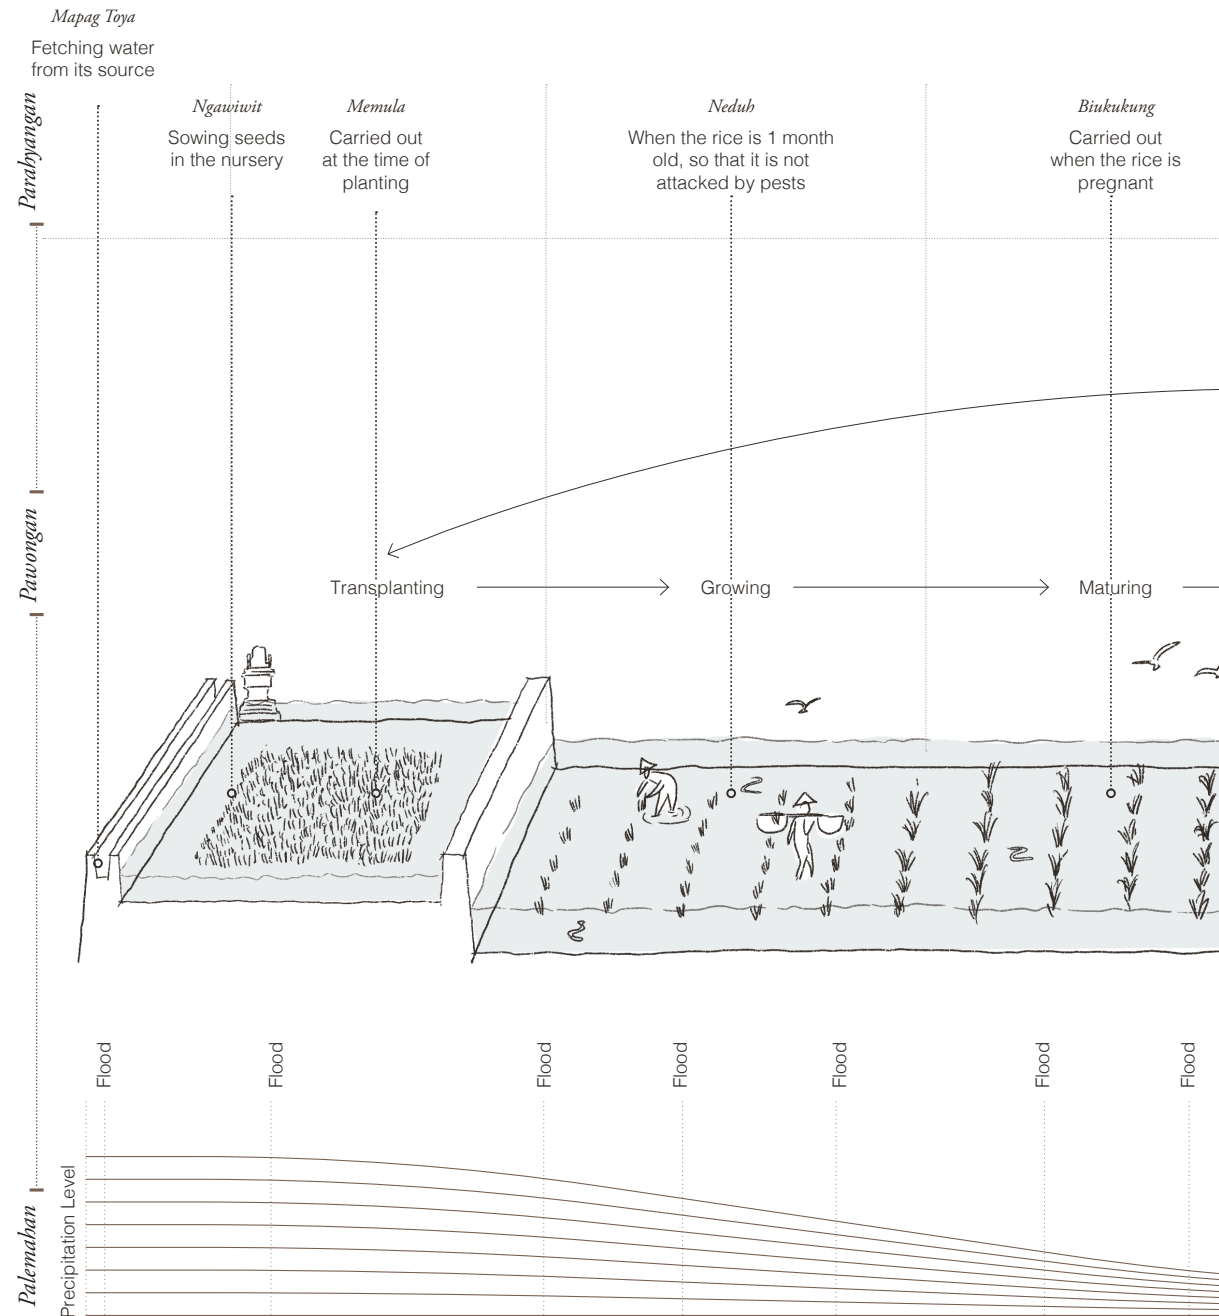 Mapag Toya
Fetching water
from its source
Ngawiwit
Sowing seeds
in the nursery
Memula
Carried out
at the time of
planting
Neduh
When the rice is 1 month
old, so that it is not
attacked by pests
Biukukung
Carried out
when the rice is
pregnant
Parahyangan
Pawongan
Transplanting
Growing
Maturing
Flood
Flood
Flood
Flood
Flood
Flood
Flood
Palemahan
Precipitation Level